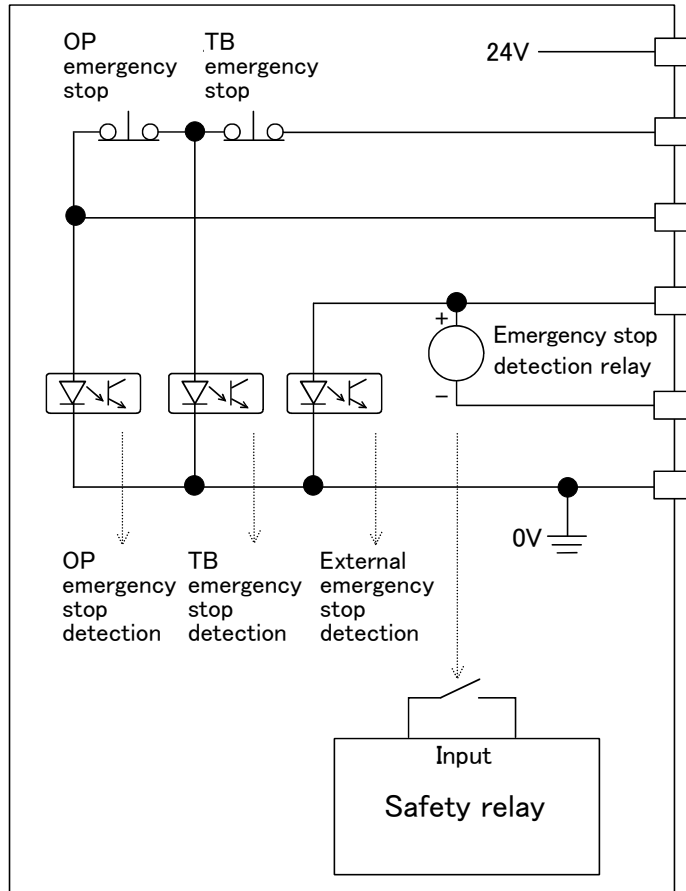 OP
emergency
stop
TB
emergency
stop
24V
+
Emergency stop
detection relay
−
0V
OP
emergency
stop
detection
TB
emergency
stop
detection
External
emergency
stop
detection
Input
Safety relay